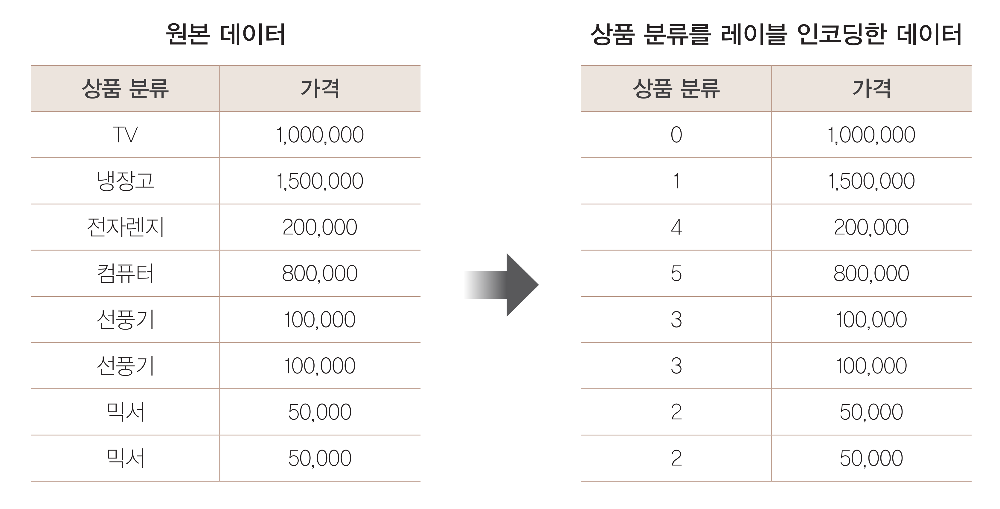 원본 데이터
상품 분류 가격
TV 1,000,000
냉장고 1,500,000
전자렌지 200,000
컴퓨터 800,000
선풍기 100,000
선풍기 100,000
믹서 50,000
믹서 50,000
상품 분류를 레이블 인코딩한 데이터
상품 분류 가격
0 1,000,000
1 1,500,000
4 200,000
5 800,000
3 100,000
3 100,000
2 50,000
2 50,000